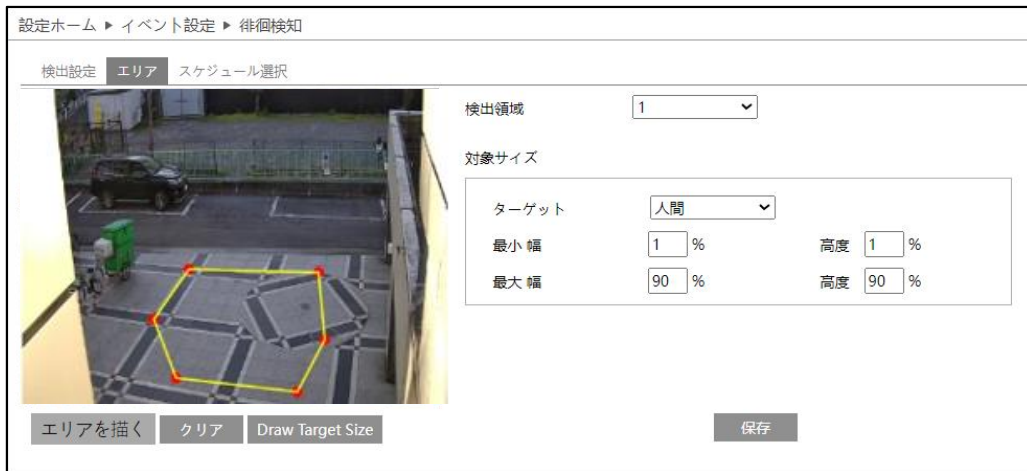 設定ホーム ▶ イベント設定 ▶ 徘徊検知
検出設定 エリア スケジュール選択
検出領域 1
対象サイズ
ターゲット 人間
最小 幅 1 % 高度 1 %
最大 幅 90 % 高度 90 %
エリアを描く クリア Draw Target Size 保存